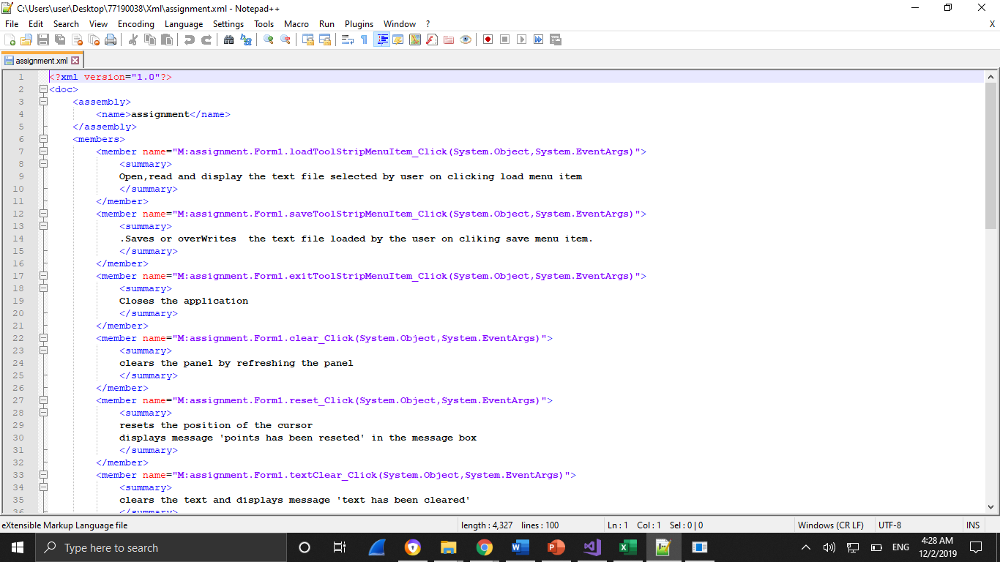 C:\Users\user\Desktop\77190038\Xml\assignment.xml - Notepad++
File Edit Search View Encoding Language Settings Tools Macro Run Plugins Window ? X
assignment.xml
1 <?xml version="1.0"?>
2 <doc>
3 <assembly>
4 <name>assignment</name>
5 </assembly>
6 <members>
7 <member name="M:assignment.Form1.loadToolStripMenuItem_Click(System.Object,System.EventArgs)">
8 <summary>
9 Open,read and display the text file selected by user on clicking load menu item
10 </summary>
11 </member>
12 <member name="M:assignment.Form1.saveToolStripMenuItem_Click(System.Object,System.EventArgs)">
13 <summary>
14 .Saves or overWrites  the text file loaded by the user on cliking save menu item.
15 </summary>
16 </member>
17 <member name="M:assignment.Form1.exitToolStripMenuItem_Click(System.Object,System.EventArgs)">
18 <summary>
19 Closes the application
20 </summary>
21 </member>
22 <member name="M:assignment.Form1.clear_Click(System.Object,System.EventArgs)">
23 <summary>
24 clears the panel by refreshing the panel
25 </summary>
26 </member>
27 <member name="M:assignment.Form1.reset_Click(System.Object,System.EventArgs)">
28 <summary>
29 resets the position of the cursor
30 displays message 'points has been reseted' in the message box
31 </summary>
32 </member>
33 <member name="M:assignment.Form1.textClear_Click(System.Object,System.EventArgs)">
34 <summary>
35 clears the text and displays message 'text has been cleared'
36 </summary>
eXtensible Markup Language file length : 4,327 lines : 100 Ln : 1 Col : 1 Sel : 0 | 0 Windows (CR LF) UTF-8 INS
Type here to search ENG 4:28 AM
12/2/2019